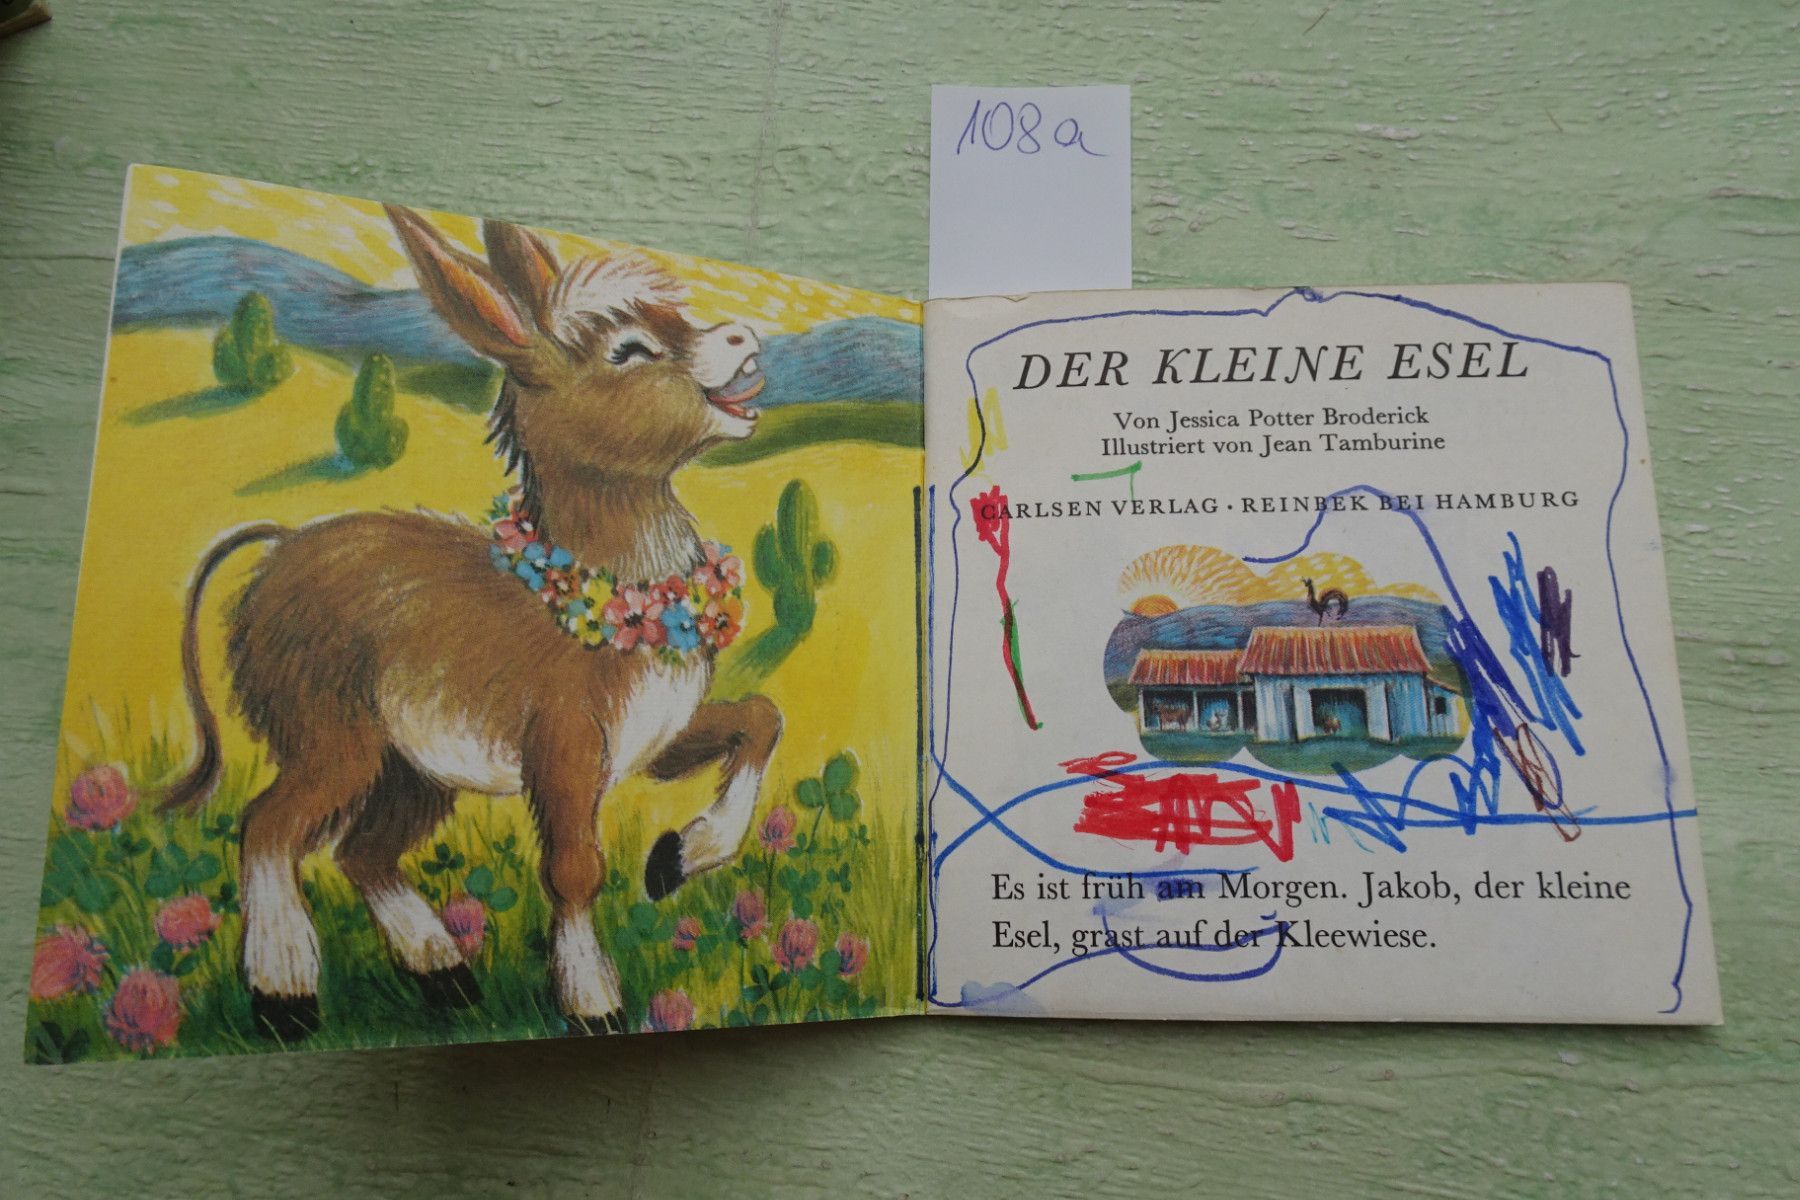 108a
DER KLEINE ESEL
Von Jessica Potter Broderick
Illustriert von Jean Tamburine
CARLSEN VERLAG · REINBEK BEI HAMBURG
Es ist früh am Morgen. Jakob, der kleine
Esel, grast auf der Kleewiese.